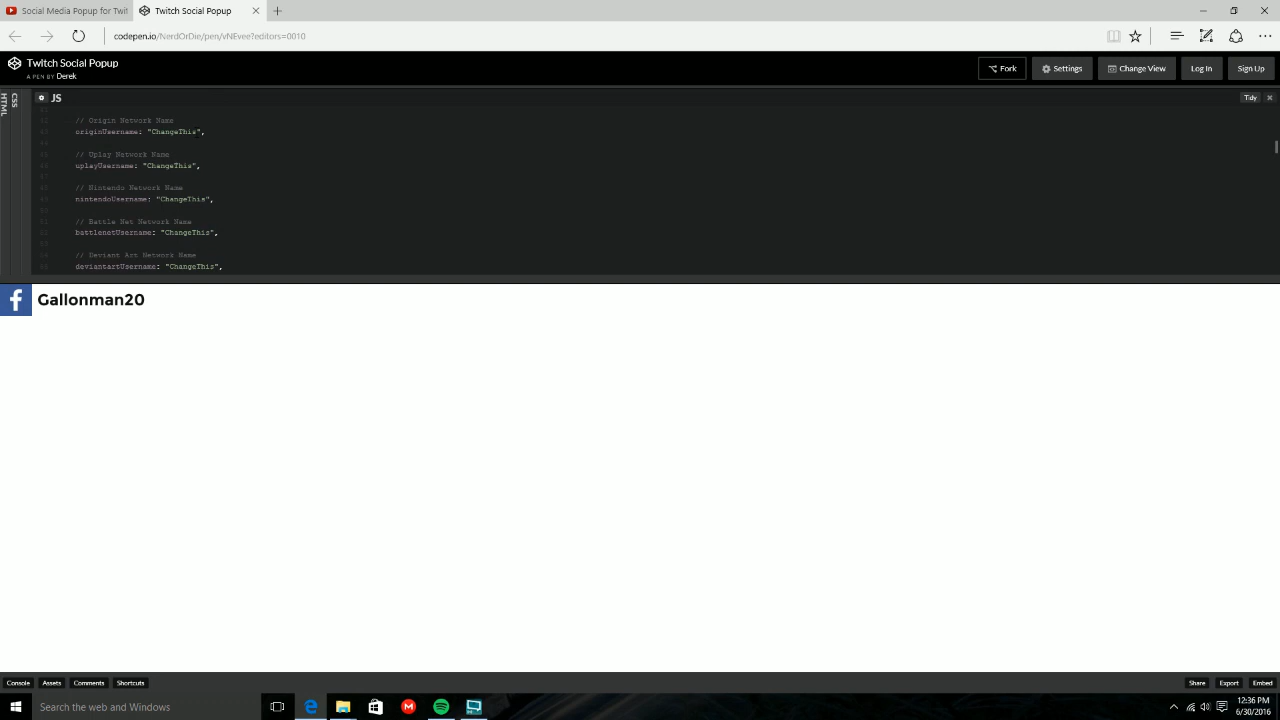 Social Media Popup for Twit
Twitch Social Popup
codepen.io/NerdOrDie/pen/vNEvee?editors=0010
Twitch Social Popup
A PEN BY Derek
Fork
Settings
Change View
Log In
Sign Up
HTML
CSS
JS
Tidy
// Origin Network Name
originUsername: "ChangeThis",
// Uplay Network Name
uplayUsername: "ChangeThis",
// Nintendo Network Name
nintendoUsername: "ChangeThis",
// Battle Net Network Name
battlenetUsername: "ChangeThis",
// Deviant Art Network Name
deviantartUsername: "ChangeThis",
Gallonman20
Console
Assets
Comments
Shortcuts
Share
Export
Embed
Search the web and Windows
12:36 PM
6/30/2016